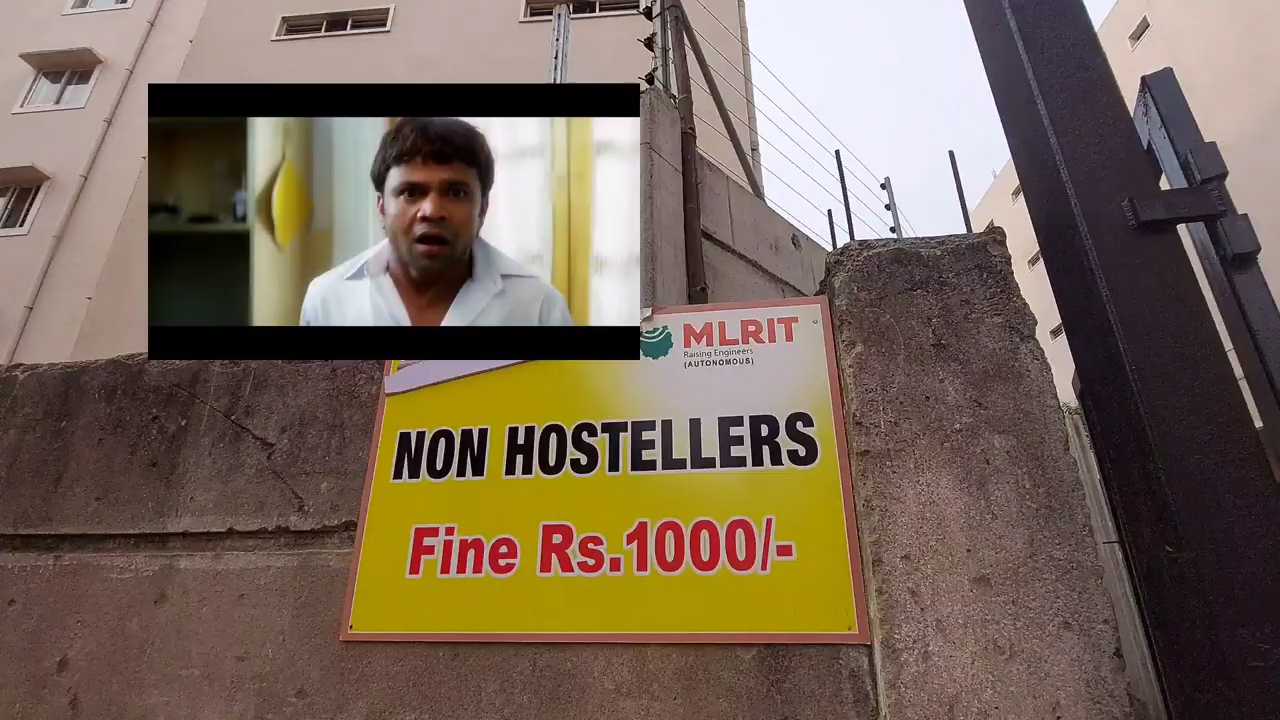 MLRIT
Raising Engineers
(AUTONOMOUS)
NON HOSTELLERS
Fine Rs.1000/-